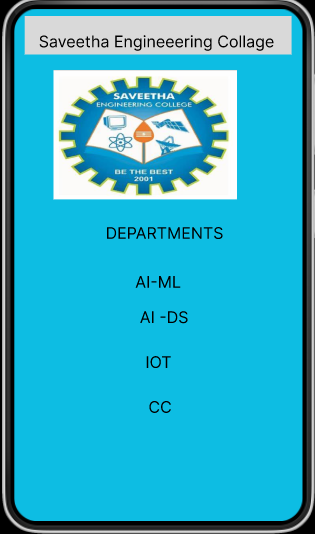 Saveetha Engineeering Collage
SAVEETHA
ENGINEERING COLLEGE
BE THE BEST
2001
DEPARTMENTS
AI-ML
AI -DS
IOT
CC